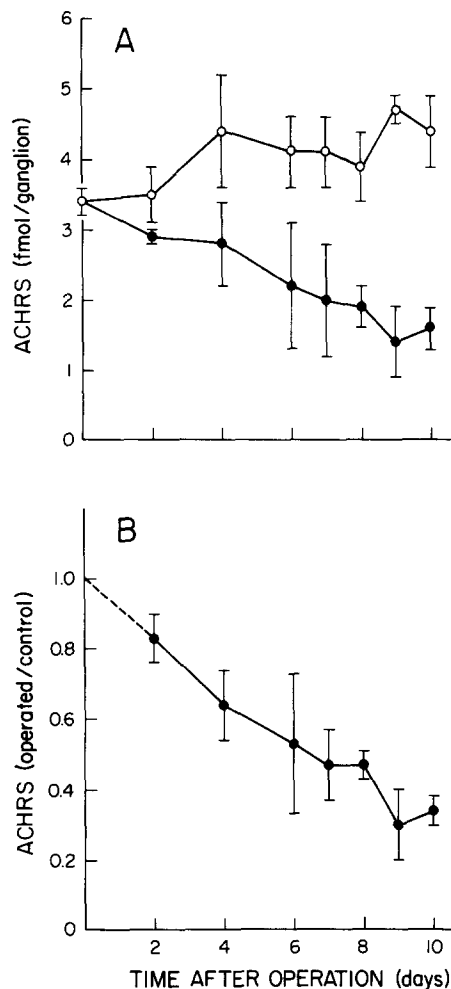 A
6
5
4
3
2
1
0
ACHRS (fmol/ganglion)
B
1.0
0.8
0.6
0.4
0.2
0
ACHRS (operated/control)
2 4 6 8 10
TIME AFTER OPERATION (days)